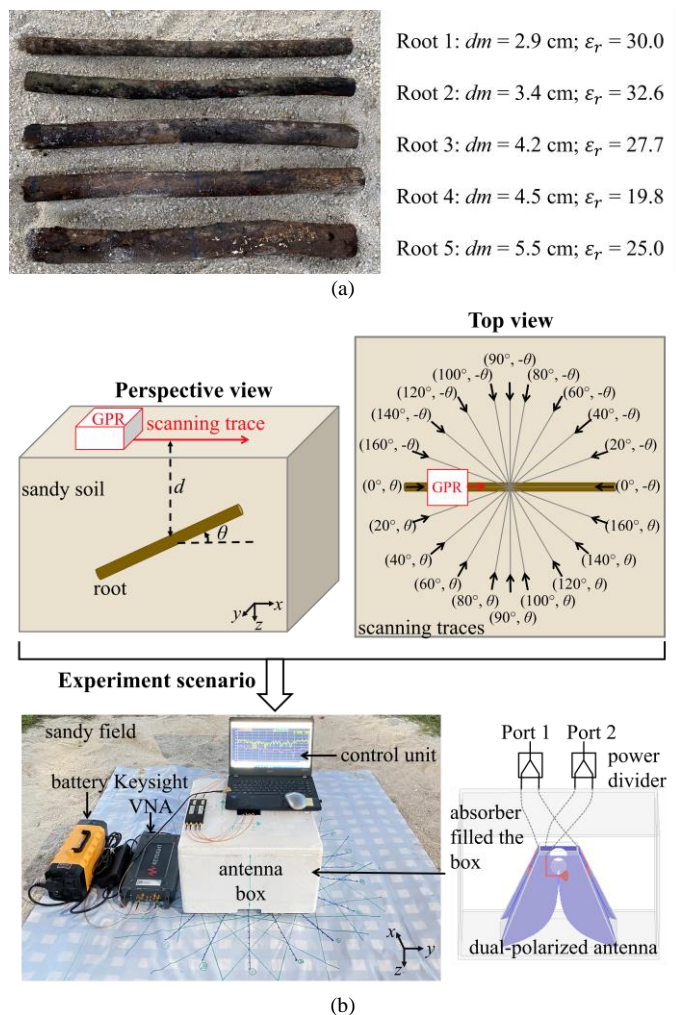 Root 1: dm = 2.9 cm; εr = 30.0
Root 2: dm = 3.4 cm; εr = 32.6
Root 3: dm = 4.2 cm; εr = 27.7
Root 4: dm = 4.5 cm; εr = 19.8
Root 5: dm = 5.5 cm; εr = 25.0
(a)
Perspective view
GPR
scanning trace
sandy soil
d
θ
root
x
y
z
Top view
(90°, -θ)
(100°, -θ)
(80°, -θ)
(120°, -θ)
(60°, -θ)
(140°, -θ)
(40°, -θ)
(160°, -θ)
(20°, -θ)
(0°, θ)
GPR
(0°, -θ)
(20°, θ)
(160°, θ)
(40°, θ)
(140°, θ)
(60°, θ)
(120°, θ)
(80°, θ)
(100°, θ)
(90°, θ)
scanning traces
Experiment scenario
sandy field
control unit
battery
Keysight
VNA
antenna
box
x
y
z
Port 1
Port 2
power
divider
absorber
filled the
box
dual-polarized antenna
(b)